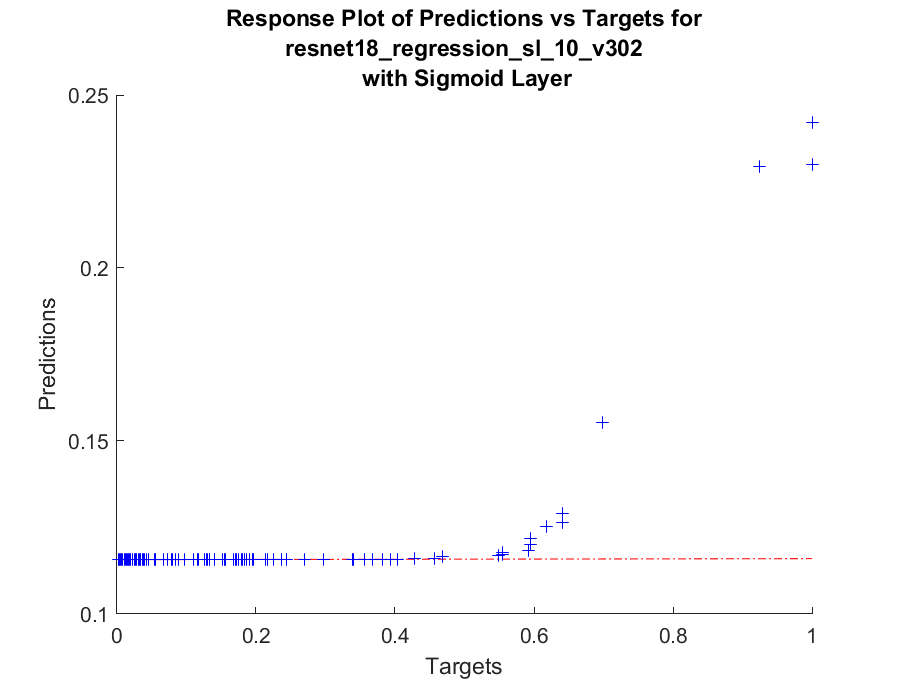 Response Plot of Predictions vs Targets for
resnet18_regression_sl_10_v302
with Sigmoid Layer
0.25
0.2
0.15
0.1
Predictions
0 0.2 0.4 0.6 0.8 1
Targets